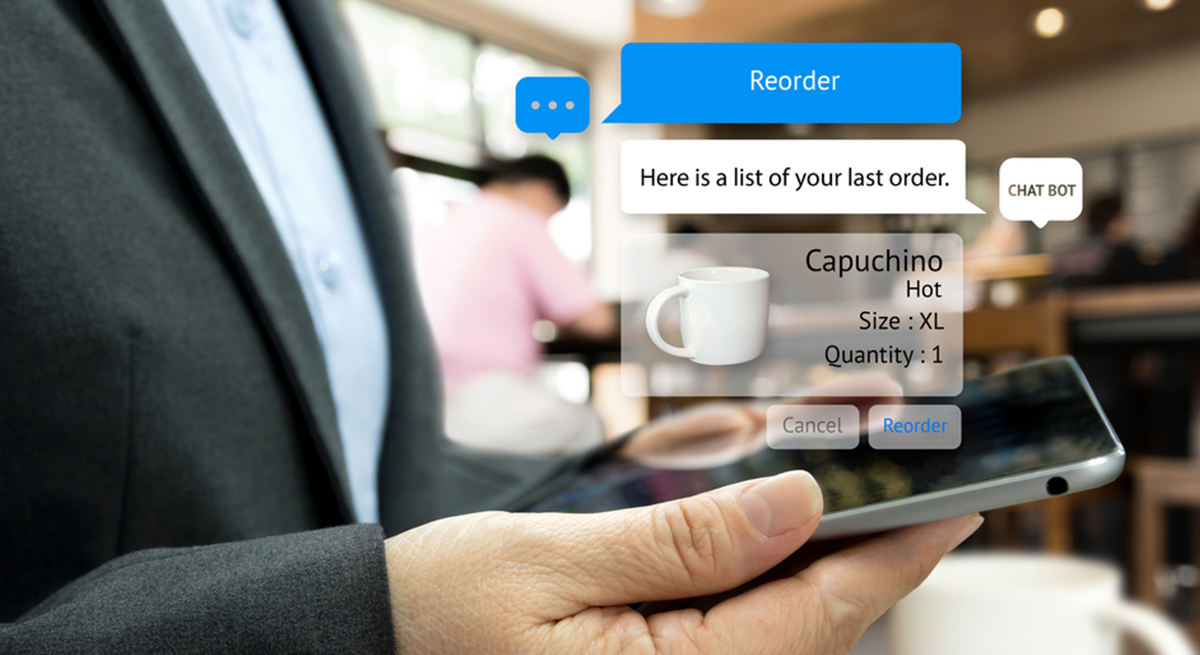 Reorder
Here is a list of your last order.
CHAT BOT
Capuchino
Hot
Size : XL
Quantity : 1
Cancel
Reorder